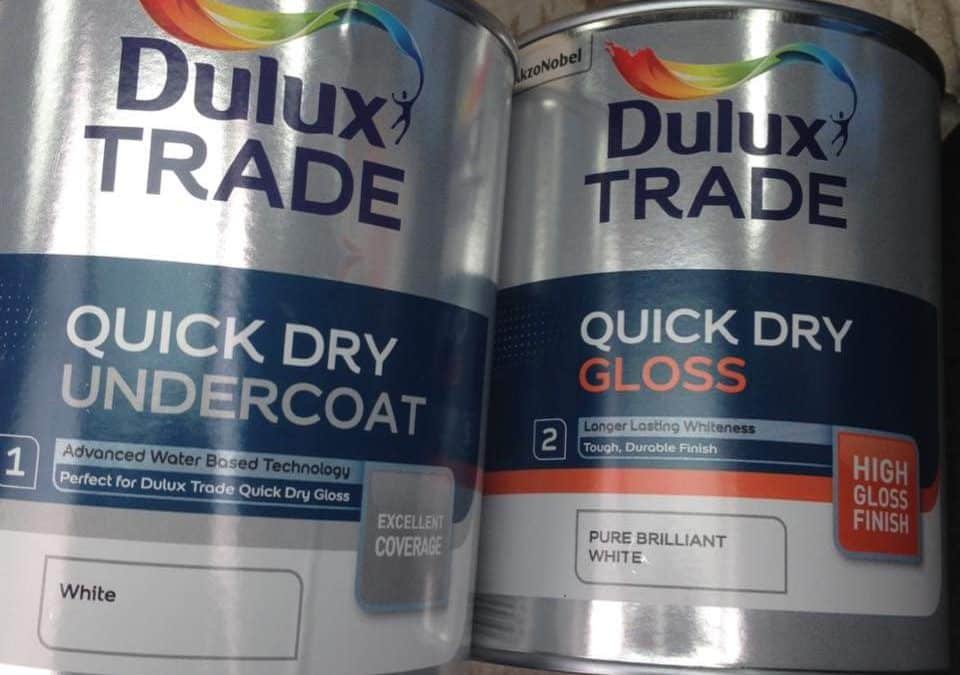 Dulux
TRADE
QUICK DRY
UNDERCOAT
1
Advanced Water Based Technology
Perfect for Dulux Trade Quick Dry Gloss
EXCELLENT
COVERAGE
White
AkzoNobel
Dulux
TRADE
QUICK DRY
GLOSS
2
Longer Lasting Whiteness
Tough, Durable Finish
HIGH
GLOSS
FINISH
PURE BRILLIANT
WHITE